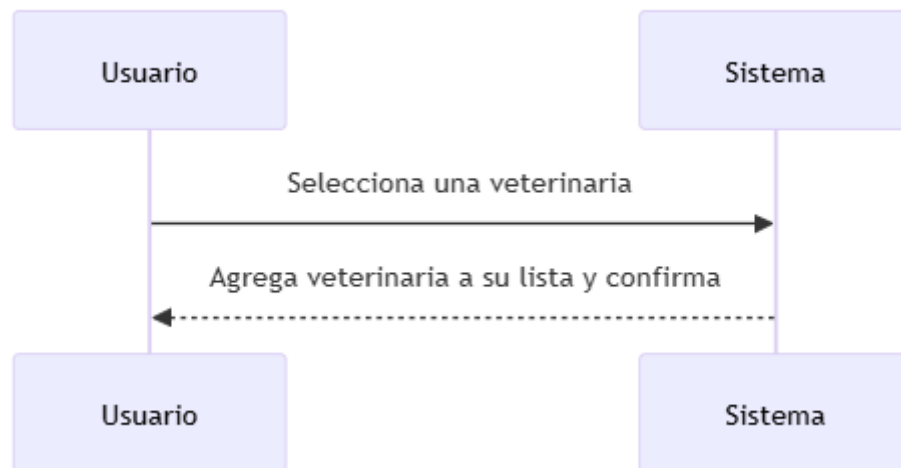 Usuario
Sistema
Selecciona una veterinaria
Agrega veterinaria a su lista y confirma
Usuario
Sistema